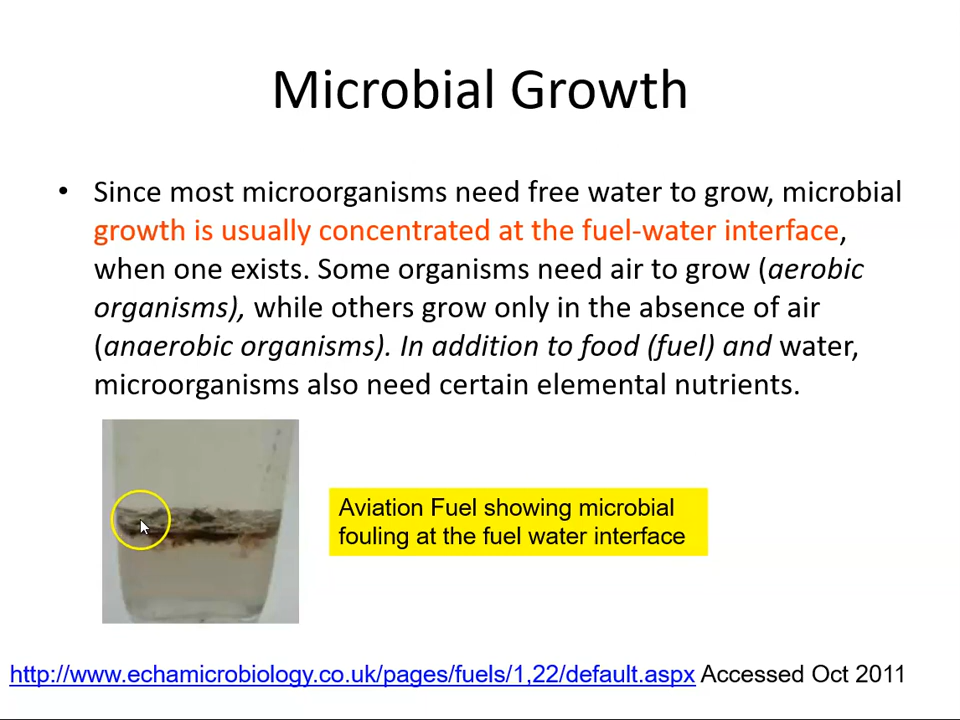 Microbial Growth
• Since most microorganisms need free water to grow, microbial
growth is usually concentrated at the fuel-water interface,
when one exists. Some organisms need air to grow (aerobic
organisms), while others grow only in the absence of air
(anaerobic organisms). In addition to food (fuel) and water,
microorganisms also need certain elemental nutrients.
Aviation Fuel showing microbial
fouling at the fuel water interface
http://www.echamicrobiology.co.uk/pages/fuels/1,22/default.aspx Accessed Oct 2011